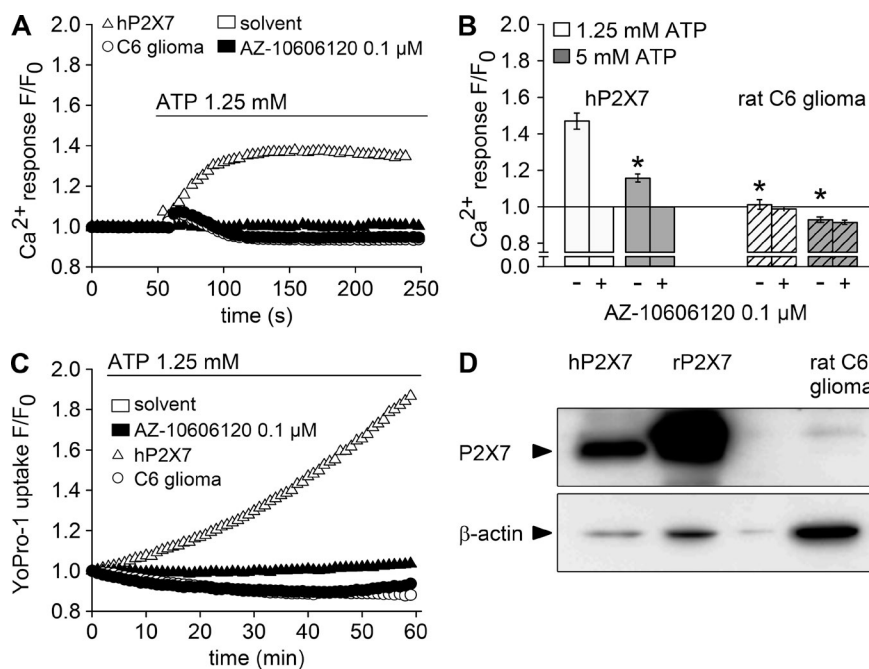 A
△ hP2X7
○ C6 glioma
□ solvent
■ AZ-10606120 0.1 µM
ATP 1.25 mM
Ca2+ response F/F0
2.0
1.8
1.6
1.4
1.2
1.0
0.8
0 50 100 150 200 250
time (s)
B
1.25 mM ATP
5 mM ATP
hP2X7
rat C6 glioma
Ca2+ response F/F0
2.0
1.8
1.6
1.4
1.2
1.0
0.8
0.0
* * *
- + - + - + - +
AZ-10606120 0.1 µM
C
ATP 1.25 mM
□ solvent
■ AZ-10606120 0.1 µM
△ hP2X7
○ C6 glioma
YoPro-1 uptake F/F0
2.0
1.8
1.6
1.4
1.2
1.0
0.8
0 10 20 30 40 50 60
time (min)
D
hP2X7 rP2X7 rat C6
glioma
P2X7
β-actin